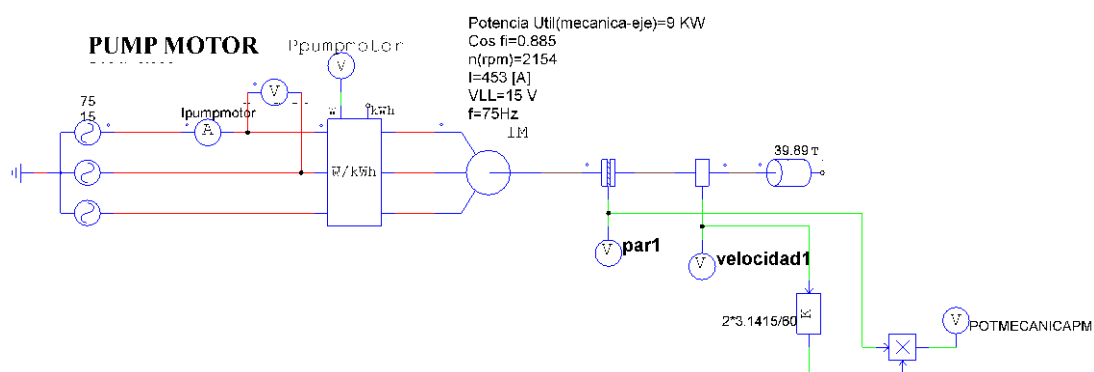 Potencia Util(mecanica-eje)=9 KW
Cos fi=0.885
n(rpm)=2154
I=453 [A]
VLL=15 V
f=75Hz
PUMP MOTOR
Ppumpmotor
V
W
kWh
75
15
Ipumpmotor
V
A
IM
W/kWh
39.89 T
V
par1
V
velocidad1
2*3.1415/60
K
V
POTMECANICAPM